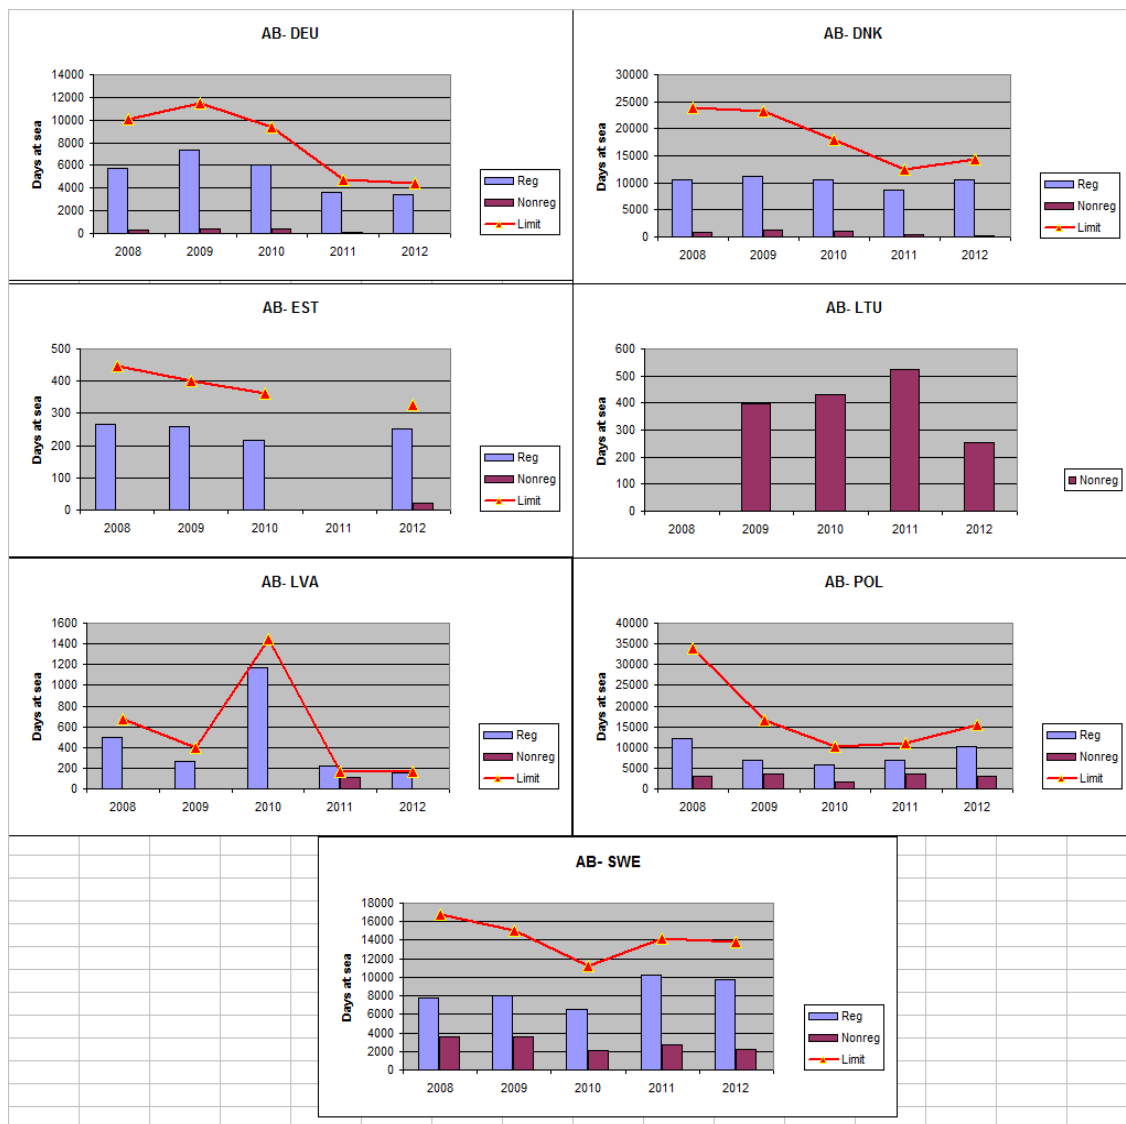 AB- DEU
Days at sea
14000
12000
10000
8000
6000
4000
2000
0
2008 2009 2010 2011 2012
Reg
Nonreg
Limit
AB- DNK
Days at sea
30000
25000
20000
15000
10000
5000
0
2008 2009 2010 2011 2012
Reg
Nonreg
Limit
AB- EST
Days at sea
500
400
300
200
100
0
2008 2009 2010 2011 2012
Reg
Nonreg
Limit
AB- LTU
Days at sea
600
500
400
300
200
100
0
2008 2009 2010 2011 2012
Nonreg
AB- LVA
Days at sea
1600
1400
1200
1000
800
600
400
200
0
2008 2009 2010 2011 2012
Reg
Nonreg
Limit
AB- POL
Days at sea
40000
35000
30000
25000
20000
15000
10000
5000
0
2008 2009 2010 2011 2012
Reg
Nonreg
Limit
AB- SWE
Days at sea
18000
16000
14000
12000
10000
8000
6000
4000
2000
0
2008 2009 2010 2011 2012
Reg
Nonreg
Limit